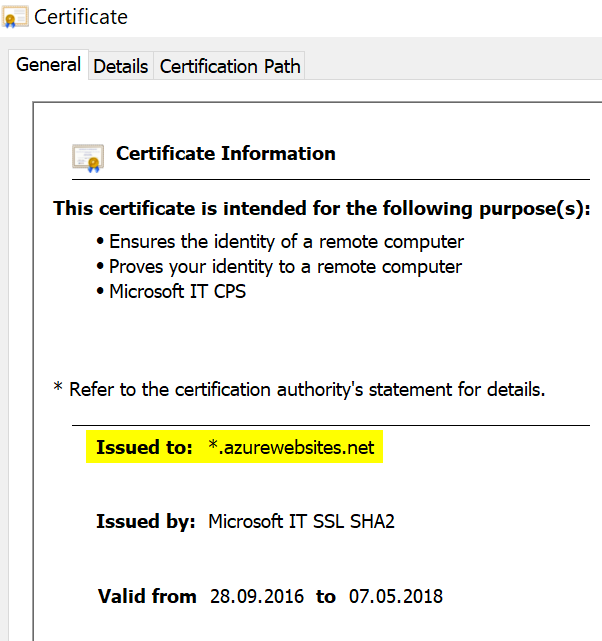 Certificate
General Details Certification Path
Certificate Information
This certificate is intended for the following purpose(s):
• Ensures the identity of a remote computer
• Proves your identity to a remote computer
• Microsoft IT CPS
* Refer to the certification authority's statement for details.
Issued to: *.azurewebsites.net
Issued by: Microsoft IT SSL SHA2
Valid from 28.09.2016 to 07.05.2018